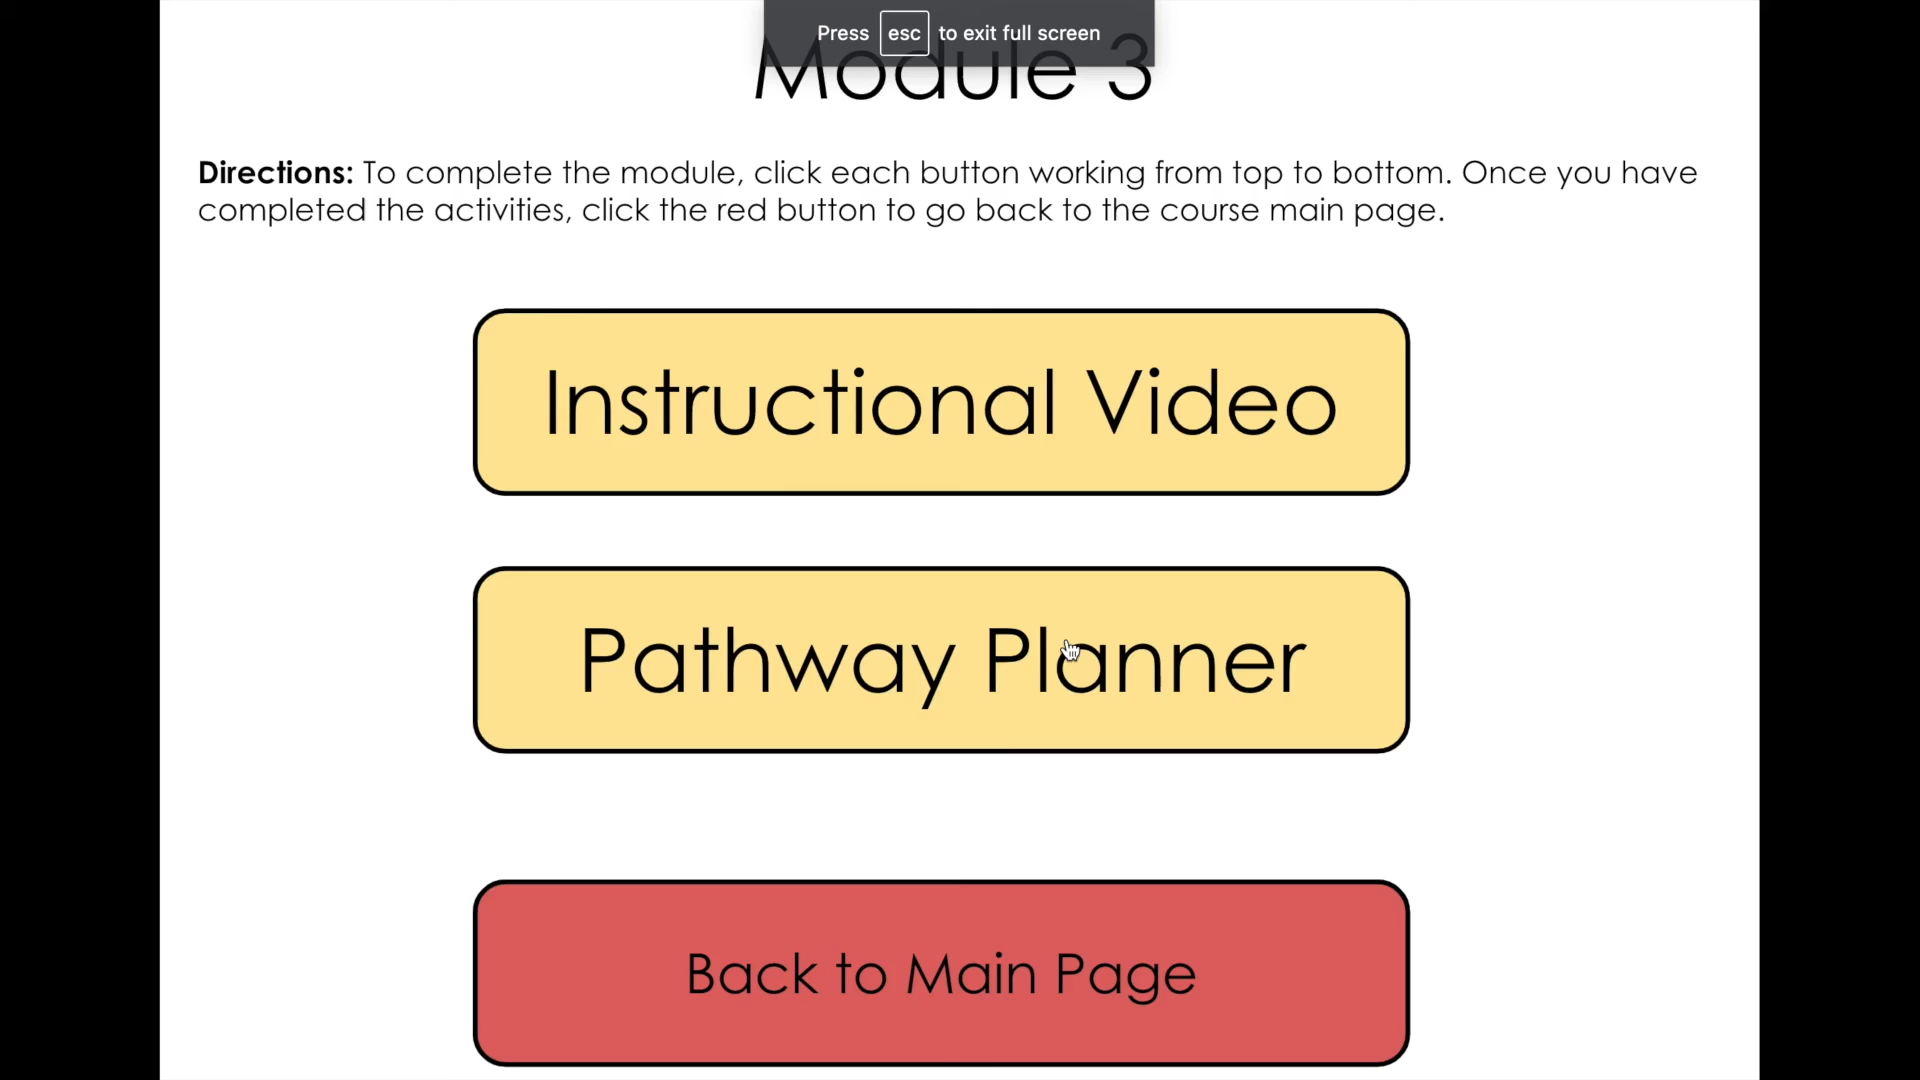 Press esc to exit full screen
Module 3
Directions: To complete the module, click each button working from top to bottom. Once you have
completed the activities, click the red button to go back to the course main page.
Instructional Video
Pathway Planner
Back to Main Page